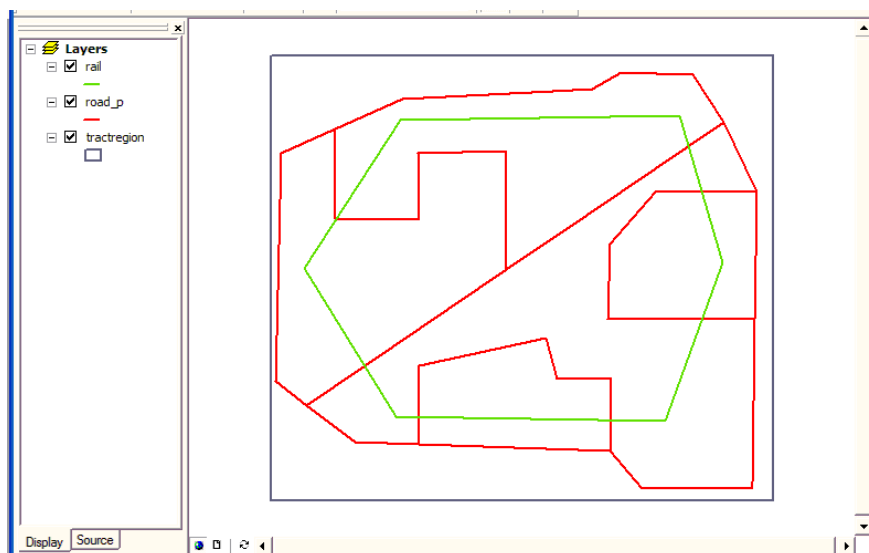 Layers
rail
road_p
tractregion
Display Source